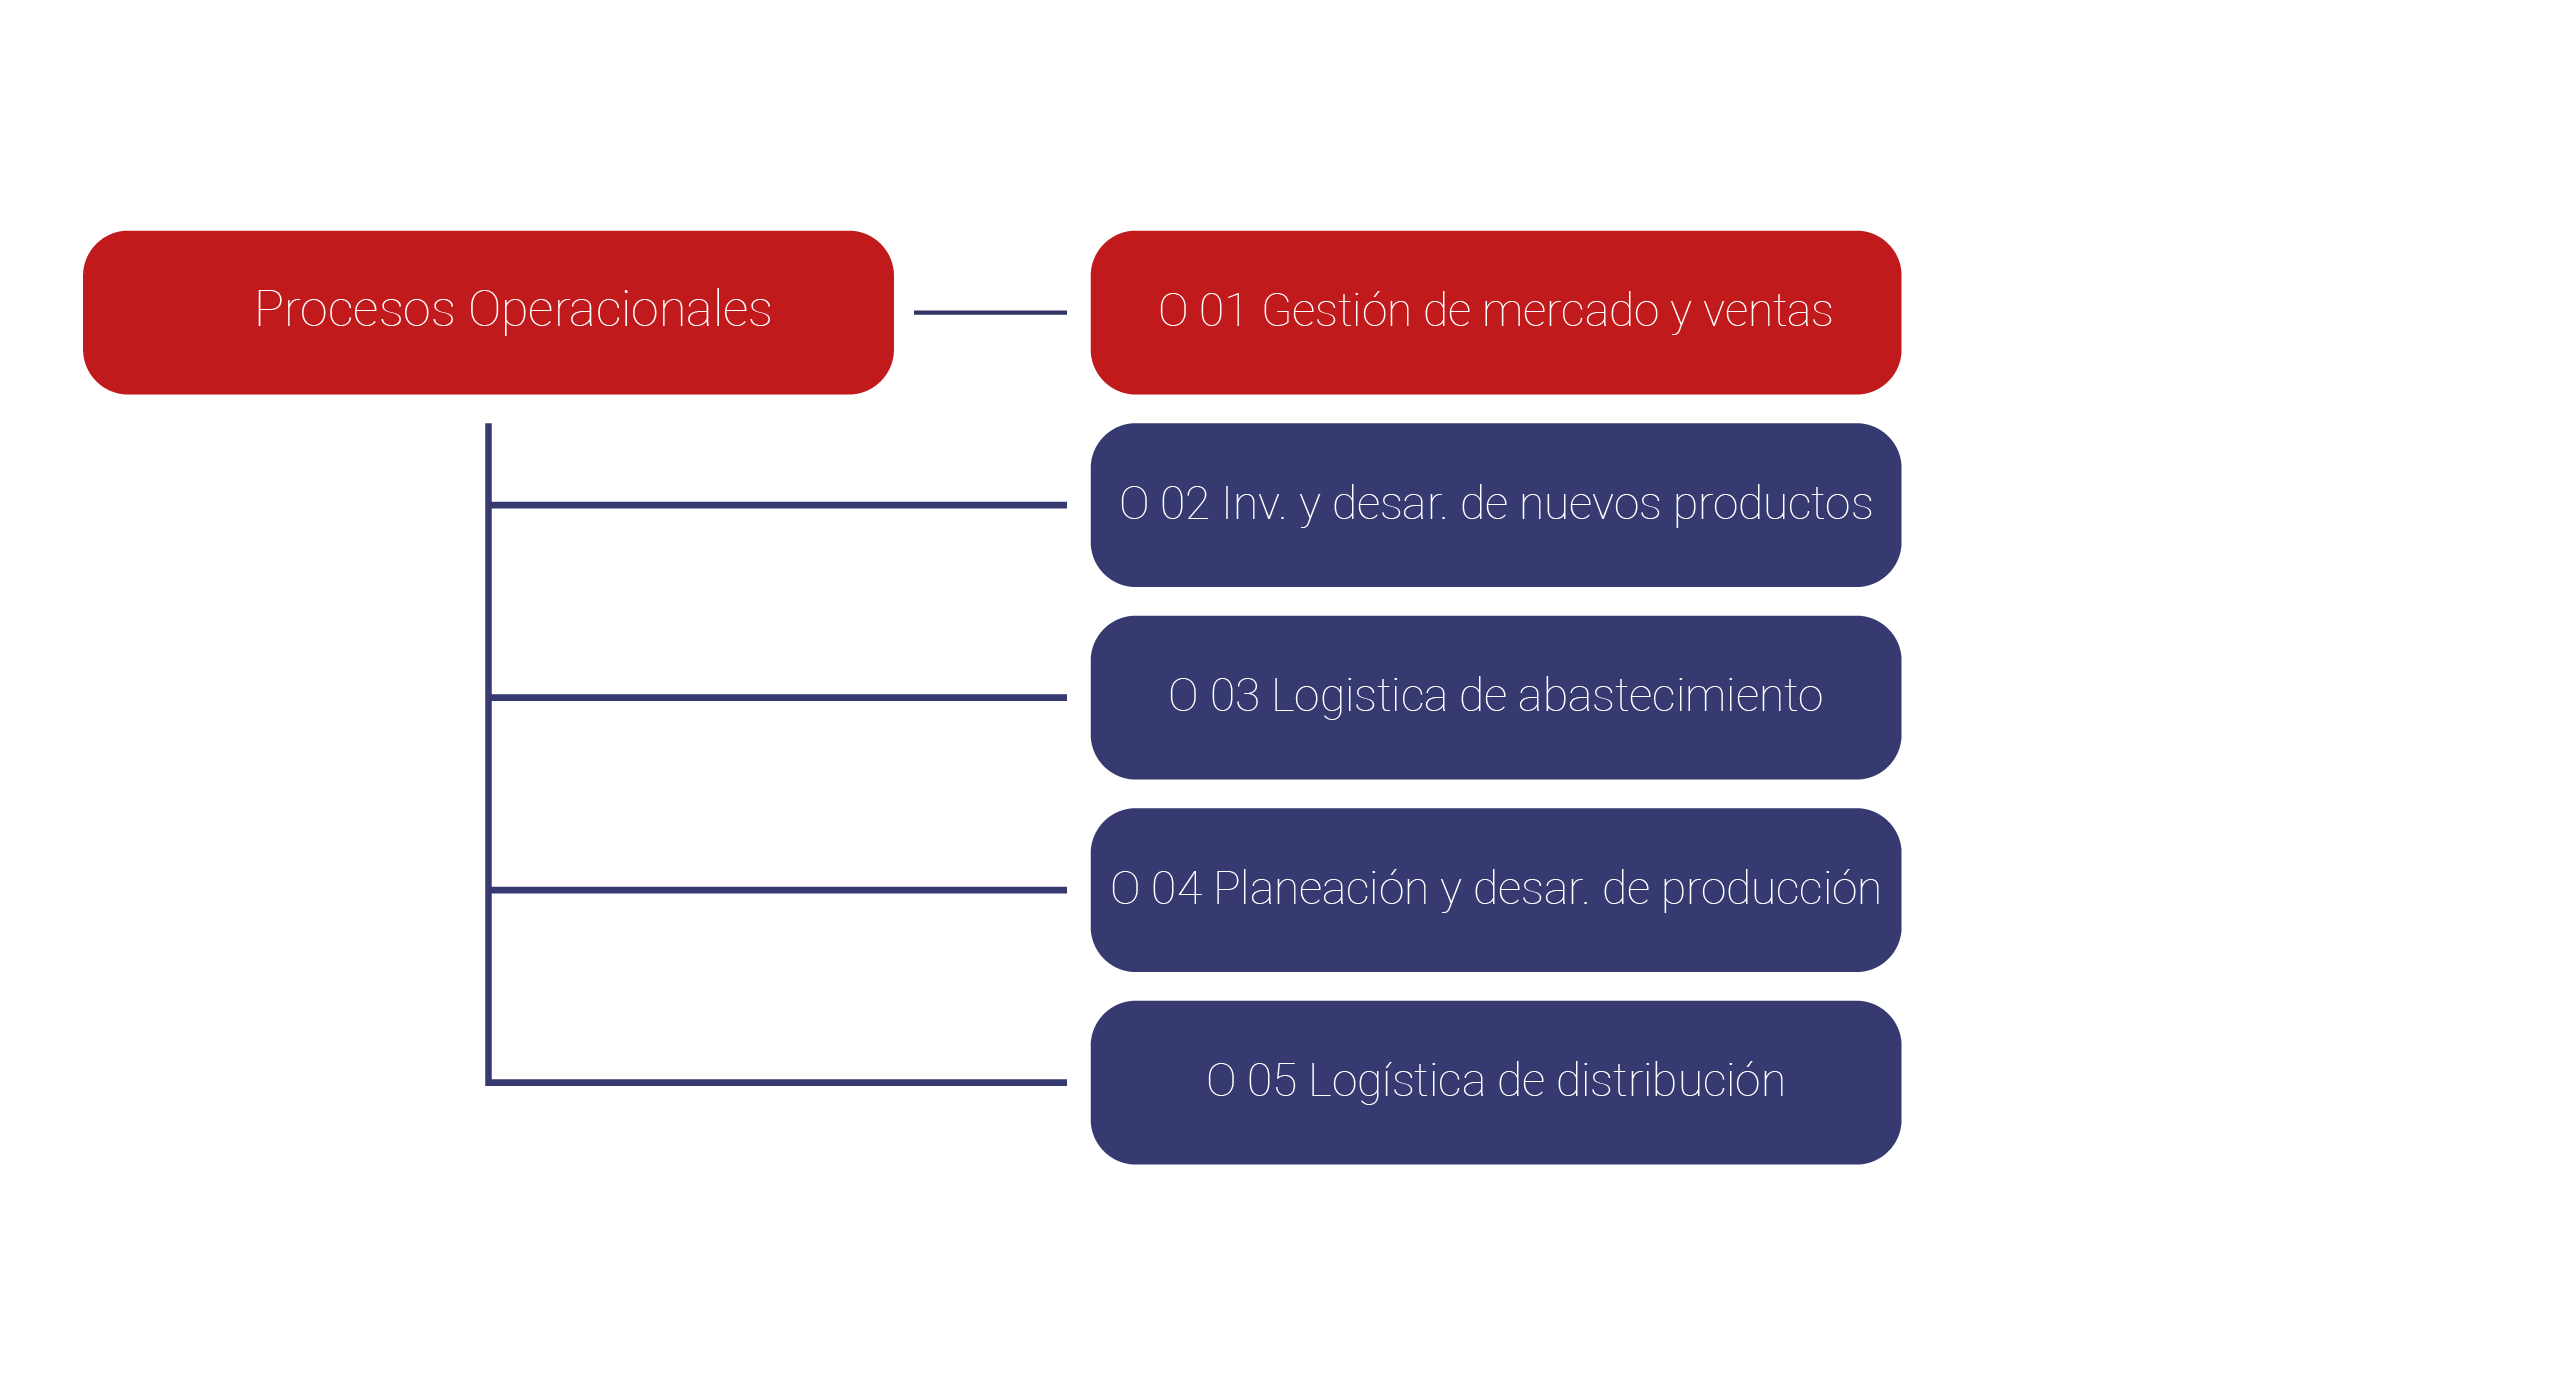 Procesos Operacionales
O 01 Gestión de mercado y ventas
O 02 Inv. y desar. de nuevos productos
O 03 Logistica de abastecimiento
O 04 Planeación y desar. de producción
O 05 Logística de distribución